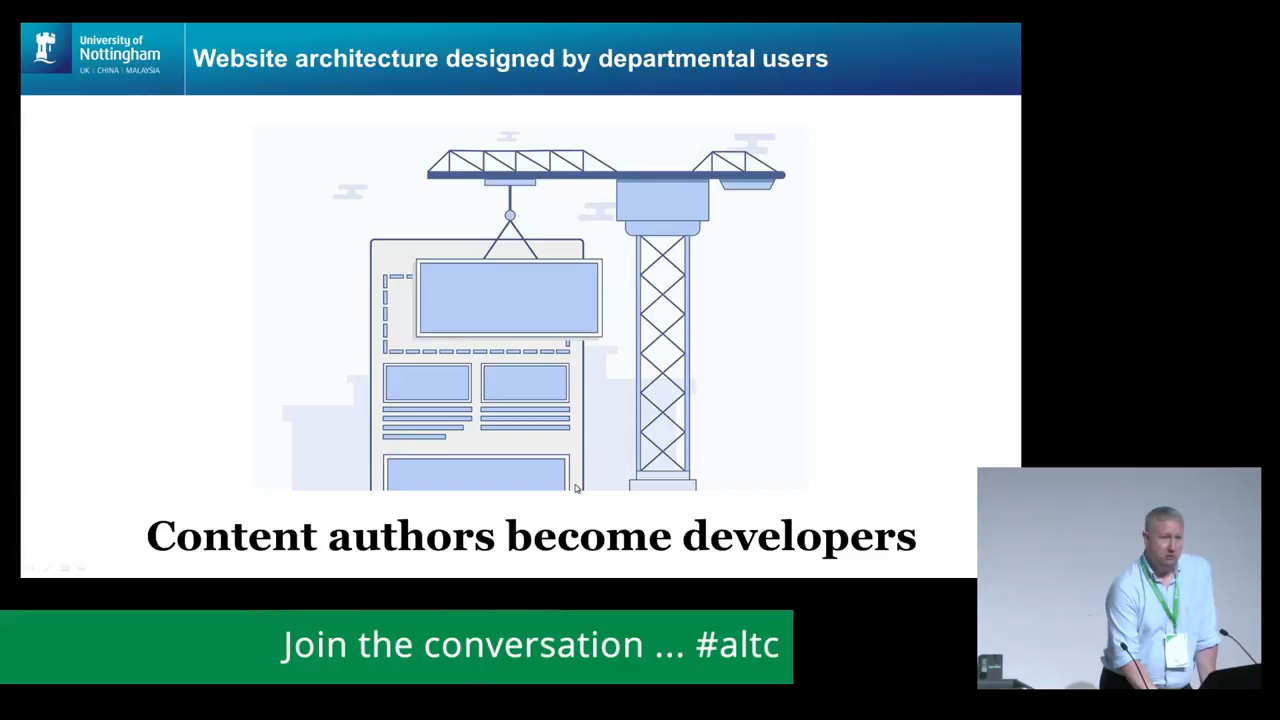 University of
Nottingham
UK | CHINA | MALAYSIA
Website architecture designed by departmental users
Content authors become developers
Join the conversation ... #altc